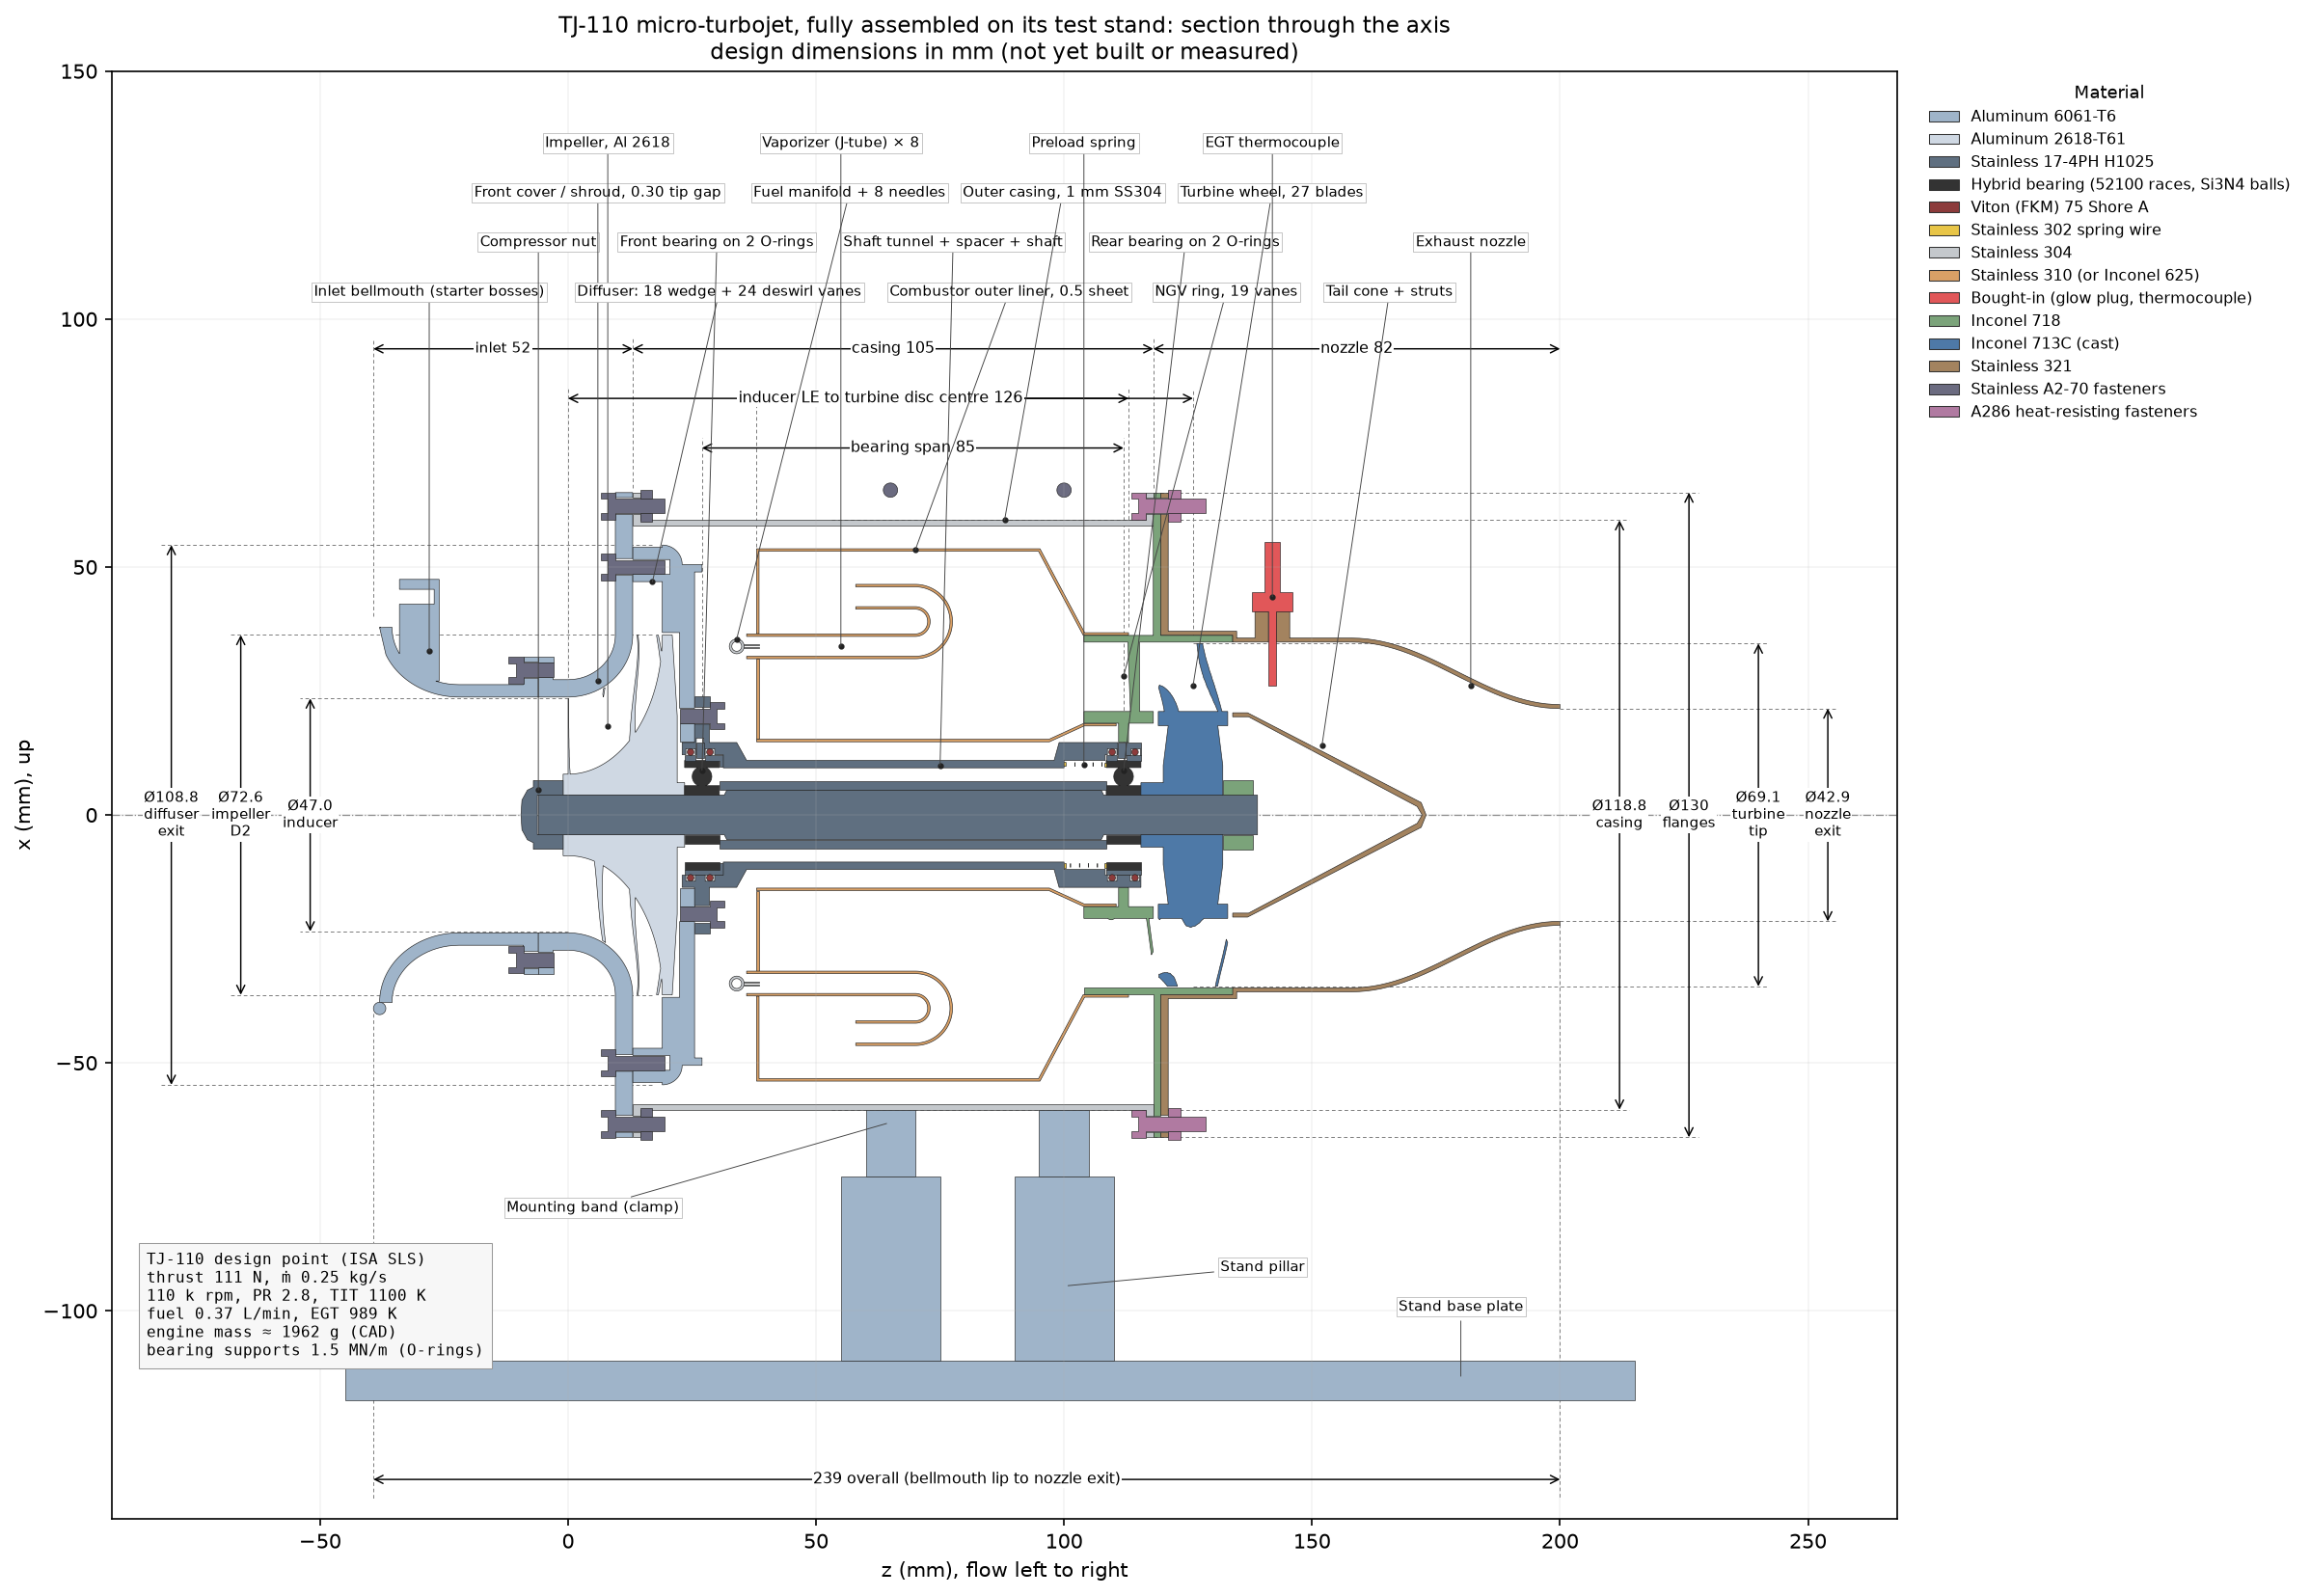 TJ-110 micro-turbojet, fully assembled on its test stand: section through the axis
design dimensions in mm (not yet built or measured)
Material
Aluminum 6061-T6
Aluminum 2618-T61
Stainless 17-4PH H1025
Hybrid bearing (52100 races, Si3N4 balls)
Viton (FKM) 75 Shore A
Stainless 302 spring wire
Stainless 304
Stainless 310 (or Inconel 625)
Bought-in (glow plug, thermocouple)
Inconel 718
Inconel 713C (cast)
Stainless 321
Stainless A2-70 fasteners
A286 heat-resisting fasteners
Impeller, Al 2618
Vaporizer (J-tube) × 8
Preload spring
EGT thermocouple
Front cover / shroud, 0.30 tip gap
Fuel manifold + 8 needles
Outer casing, 1 mm SS304
Turbine wheel, 27 blades
Compressor nut
Front bearing on 2 O-rings
Shaft tunnel + spacer + shaft
Rear bearing on 2 O-rings
Exhaust nozzle
Inlet bellmouth (starter bosses)
Diffuser: 18 wedge + 24 deswirl vanes
Combustor outer liner, 0.5 sheet
NGV ring, 19 vanes
Tail cone + struts
inlet 52
casing 105
nozzle 82
inducer LE to turbine disc centre 126
bearing span 85
Ø108.8
diffuser
exit
Ø72.6
impeller
D2
Ø47.0
inducer
Ø118.8
casing
Ø130
flanges
Ø69.1
turbine
tip
Ø42.9
nozzle
exit
Mounting band (clamp)
Stand pillar
Stand base plate
TJ-110 design point (ISA SLS)
thrust 111 N, ṁ 0.25 kg/s
110 k rpm, PR 2.8, TIT 1100 K
fuel 0.37 L/min, EGT 989 K
engine mass ≈ 1962 g (CAD)
bearing supports 1.5 MN/m (O-rings)
239 overall (bellmouth lip to nozzle exit)
150
100
50
0
−50
−100
x (mm), up
−50
0
50
100
150
200
250
z (mm), flow left to right